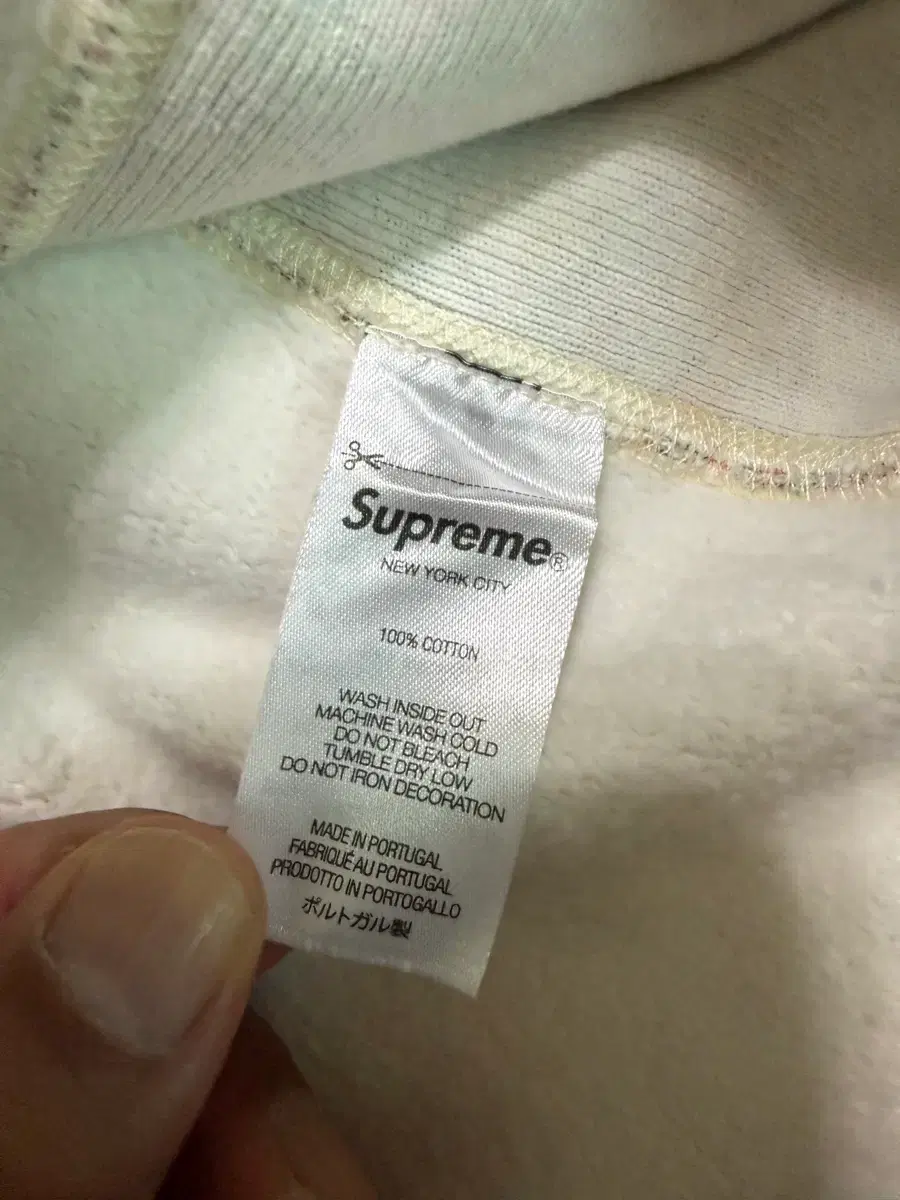 Supreme®
NEW YORK CITY
100% COTTON
WASH INSIDE OUT
MACHINE WASH COLD
DO NOT BLEACH
TUMBLE DRY LOW
DO NOT IRON DECORATION
MADE IN PORTUGAL
FABRIQUÉ AU PORTUGAL
PRODOTTO IN PORTOGALLO
ポルトガル製